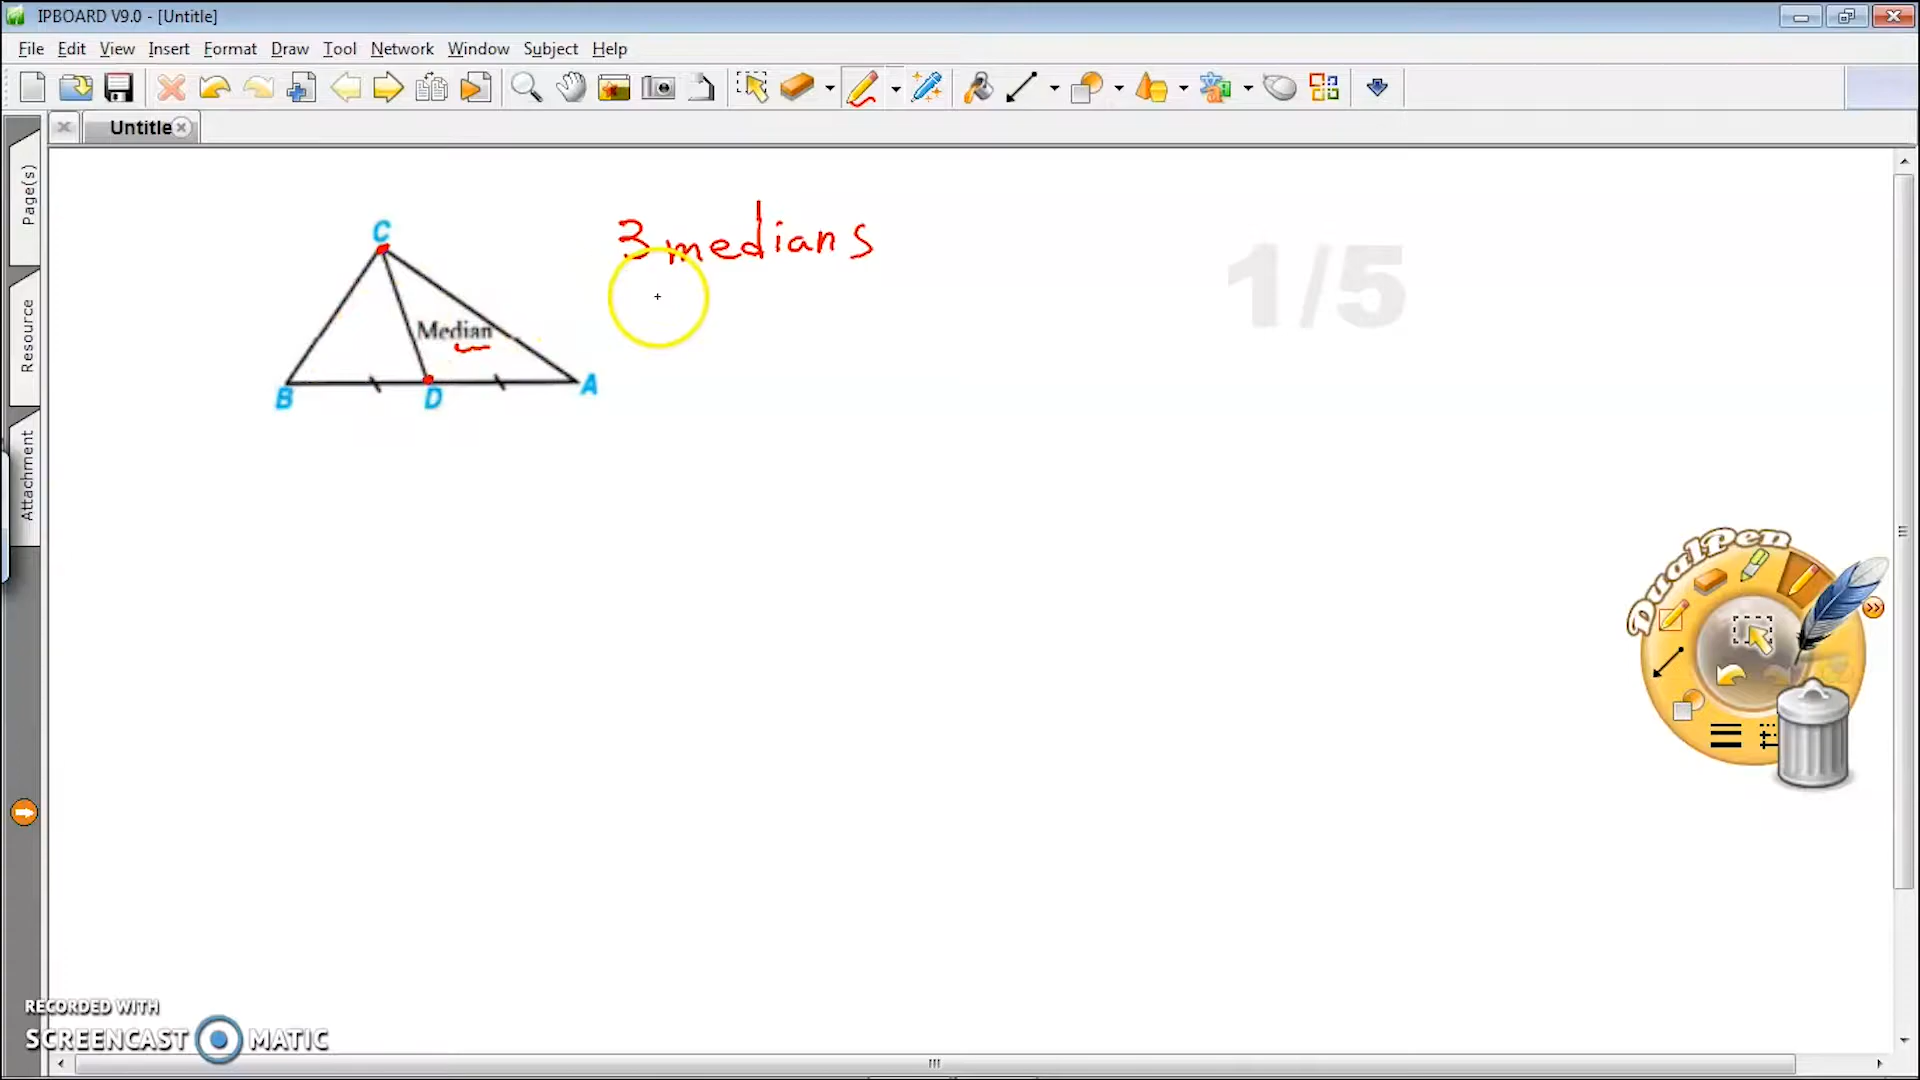 IPBOARD V9.0 - [Untitle]
File Edit View Insert Format Draw Tool Network Window Subject Help
Untitle
Page(s)
Resource
Attachment
C
3 medians
1/5
Median
B D A
DualPen
RECORDED WITH
SCREENCAST MATIC